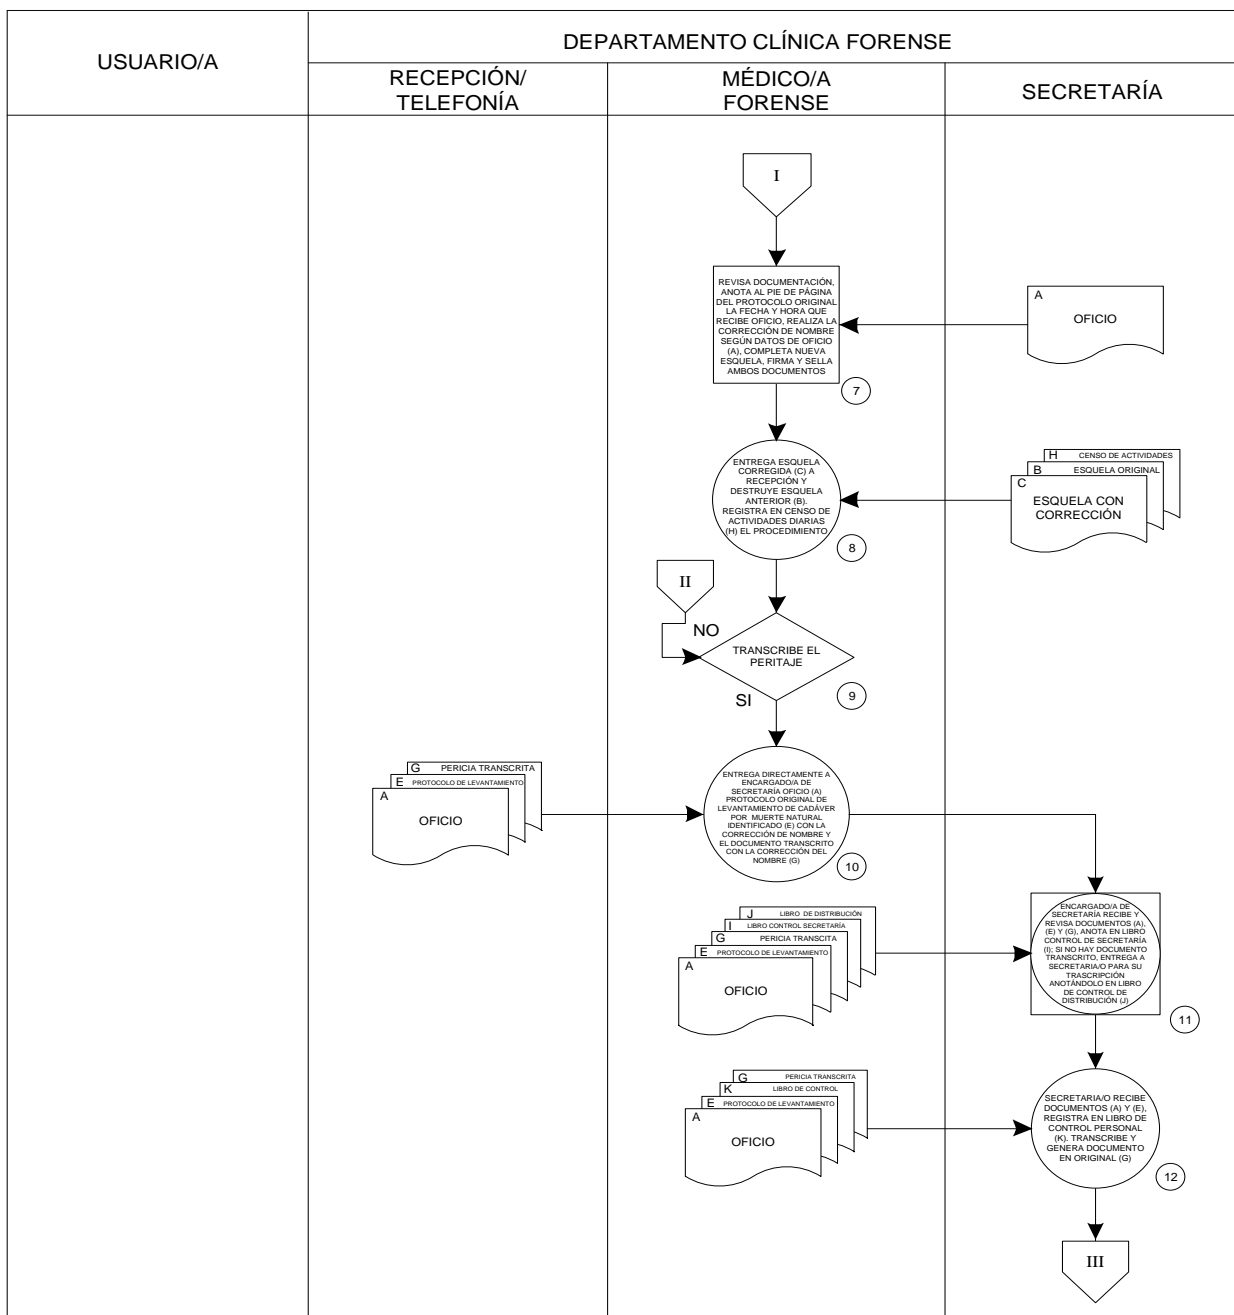 USUARIO/A
DEPARTAMENTO CLÍNICA FORENSE
RECEPCIÓN/
TELEFONÍA
MÉDICO/A
FORENSE
SECRETARÍA
I
REVISA DOCUMENTACIÓN,
ANOTA AL PIE DE PÁGINA
DEL PROTOCOLO ORIGINAL
LA FECHA Y HORA QUE
RECIBE OFICIO, REALIZA LA
CORRECCIÓN DE NOMBRE
SEGÚN DATOS DE OFICIO
(A), COMPLETA NUEVA
ESQUELA, FIRMA Y SELLA
AMBOS DOCUMENTOS
7
A
OFICIO
ENTREGA ESQUELA
CORREGIDA (C) A
RECEPCIÓN Y
DESTRUYE ESQUELA
ANTERIOR (B).
REGISTRA EN CENSO DE
ACTIVIDADES DIARIAS
(H) EL PROCEDIMIENTO
8
H CENSO DE ACTIVIDADES
B ESQUELA ORIGINAL
C
ESQUELA CON
CORRECCIÓN
II
NO
TRANSCRIBE EL
PERITAJE
SI
9
G PERICIA TRANSCRITA
E PROTOCOLO DE LEVANTAMIENTO
A
OFICIO
ENTREGA DIRECTAMENTE A
ENCARGADO/A DE
SECRETARÍA OFICIO (A)
PROTOCOLO ORIGINAL DE
LEVANTAMIENTO DE CADÁVER
POR MUERTE NATURAL
IDENTIFICADO (E) CON LA
CORRECCIÓN DE NOMBRE Y
EL DOCUMENTO TRANSCRITO
CON LA CORRECCIÓN DEL
NOMBRE (G)
10
J LIBRO DE DISTRIBUCIÓN
I LIBRO CONTROL SECRETARÍA
G PERICIA TRANSCITA
E PROTOCOLO DE LEVANTAMIENTO
A
OFICIO
ENCARGADO/A DE
SECRETARÍA RECIBE Y
REVISA DOCUMENTOS (A),
(E) Y (G), ANOTA EN LIBRO
CONTROL DE SECRETARÍA
(I); SI NO HAY DOCUMENTO
TRANSCRITO, ENTREGA A
SECRETARIA/O PARA SU
TRASCRIPCIÓN
ANOTÁNDOLO EN LIBRO
DE CONTROL DE
DISTRIBUCIÓN (J)
11
G PERICIA TRANSCRITA
K LIBRO DE CONTROL
E PROTOCOLO DE LEVANTAMIENTO
A
OFICIO
SECRETARIA/O RECIBE
DOCUMENTOS (A) Y (E),
REGISTRA EN LIBRO DE
CONTROL PERSONAL
(K). TRANSCRIBE Y
GENERA DOCUMENTO
EN ORIGINAL (G)
12
III